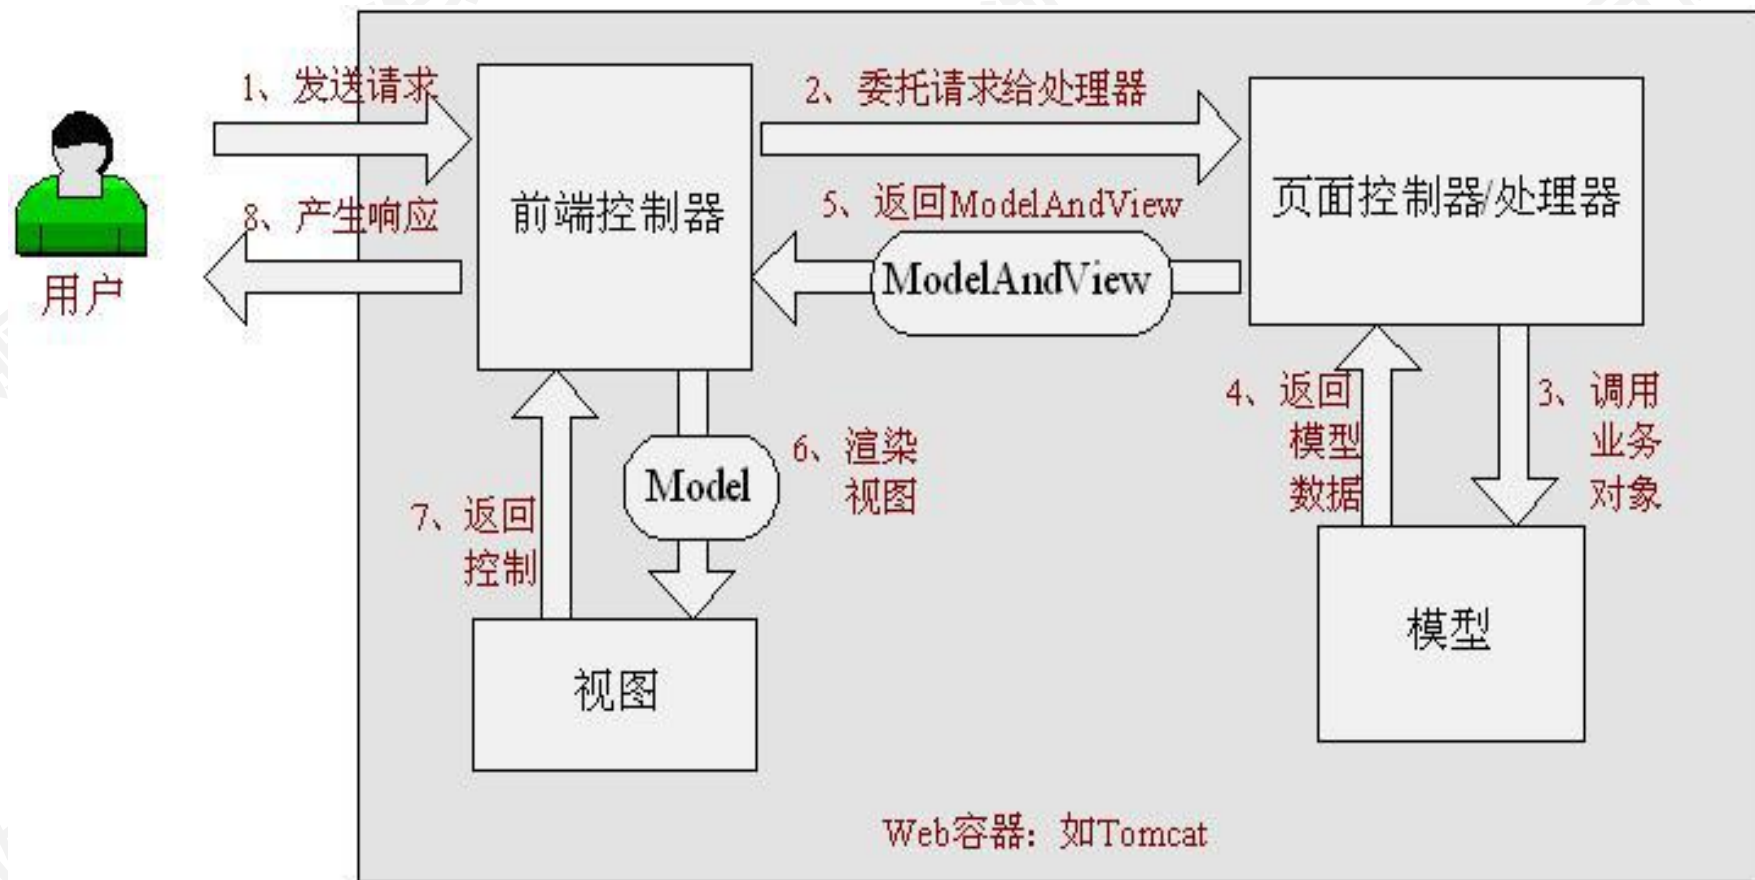 1、发送请求
2、委托请求给处理器
8、产生响应
前端控制器
5、返回ModelAndView
页面控制器/处理器
ModelAndView
用户
4、返回
模型
数据
3、调用
业务
对象
6、渲染
视图
Model
7、返回
控制
模型
视图
Web容器：如Tomcat